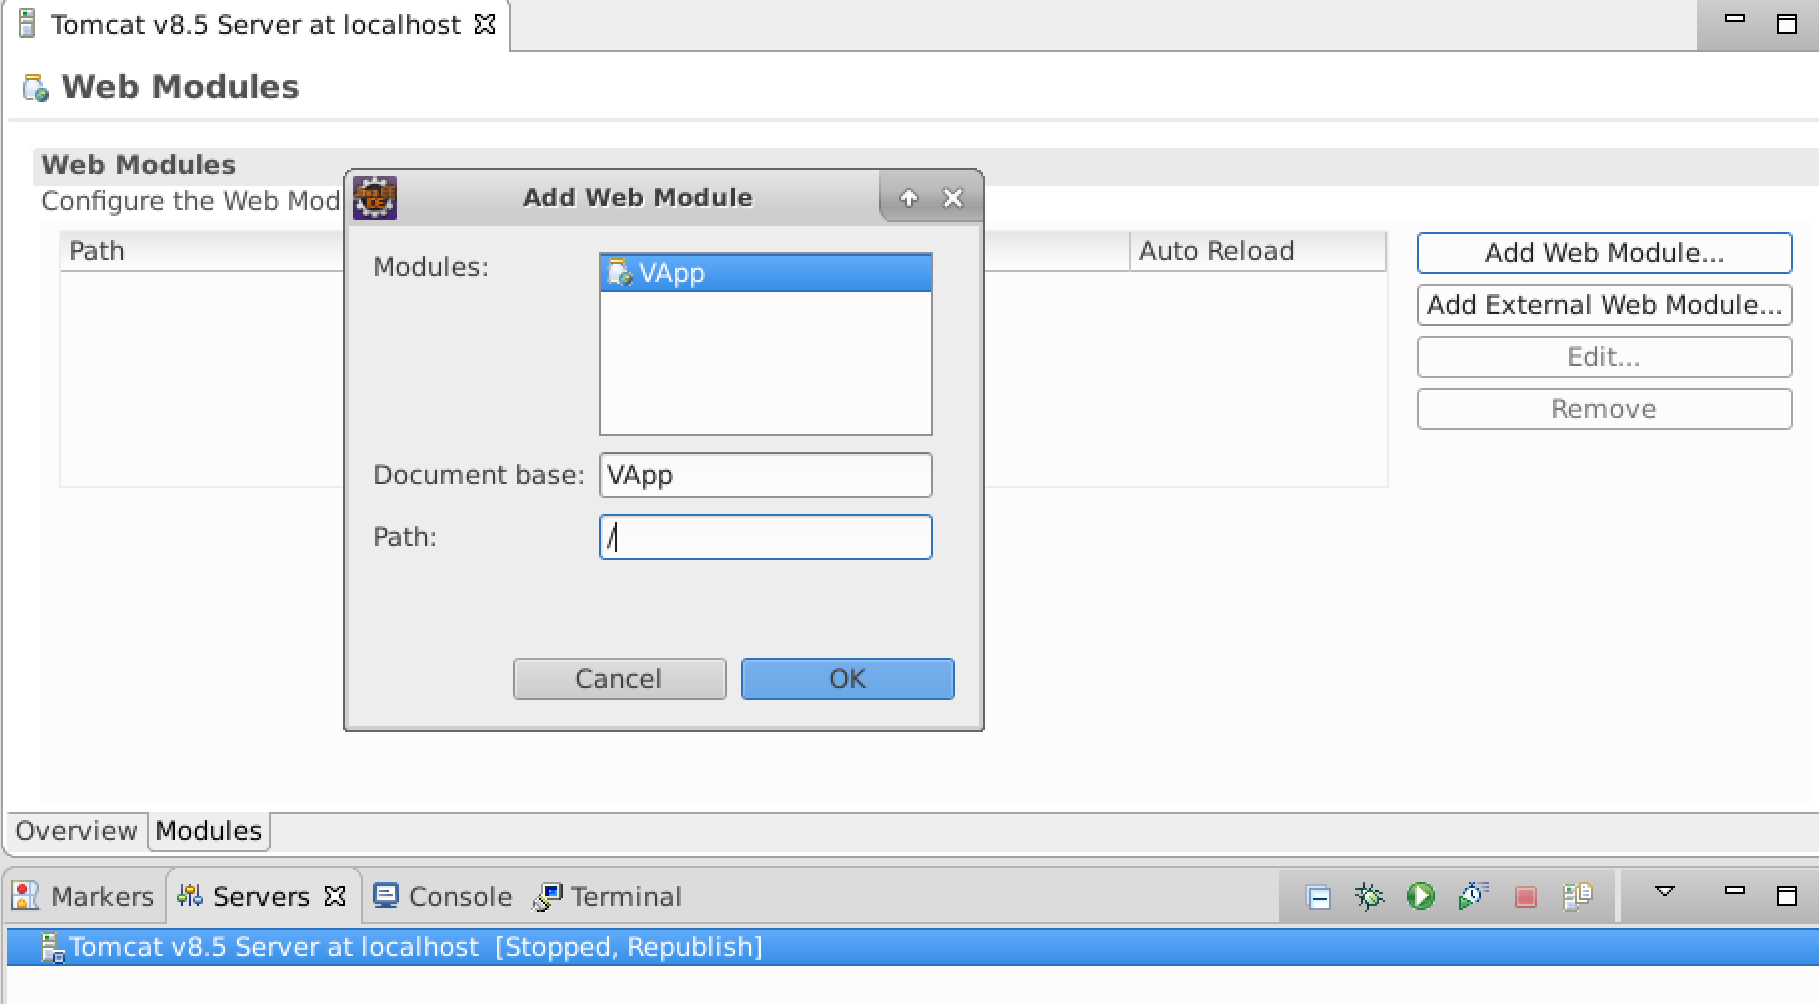 Tomcat v8.5 Server at localhost
Web Modules
Web Modules
Configure the Web Mod
Add Web Module
Path
Auto Reload
Modules:
VApp
Document base: VApp
Path: /
Cancel OK
Add Web Module...
Add External Web Module...
Edit...
Remove
Overview Modules
Markers Servers Console Terminal
Tomcat v8.5 Server at localhost [Stopped, Republish]